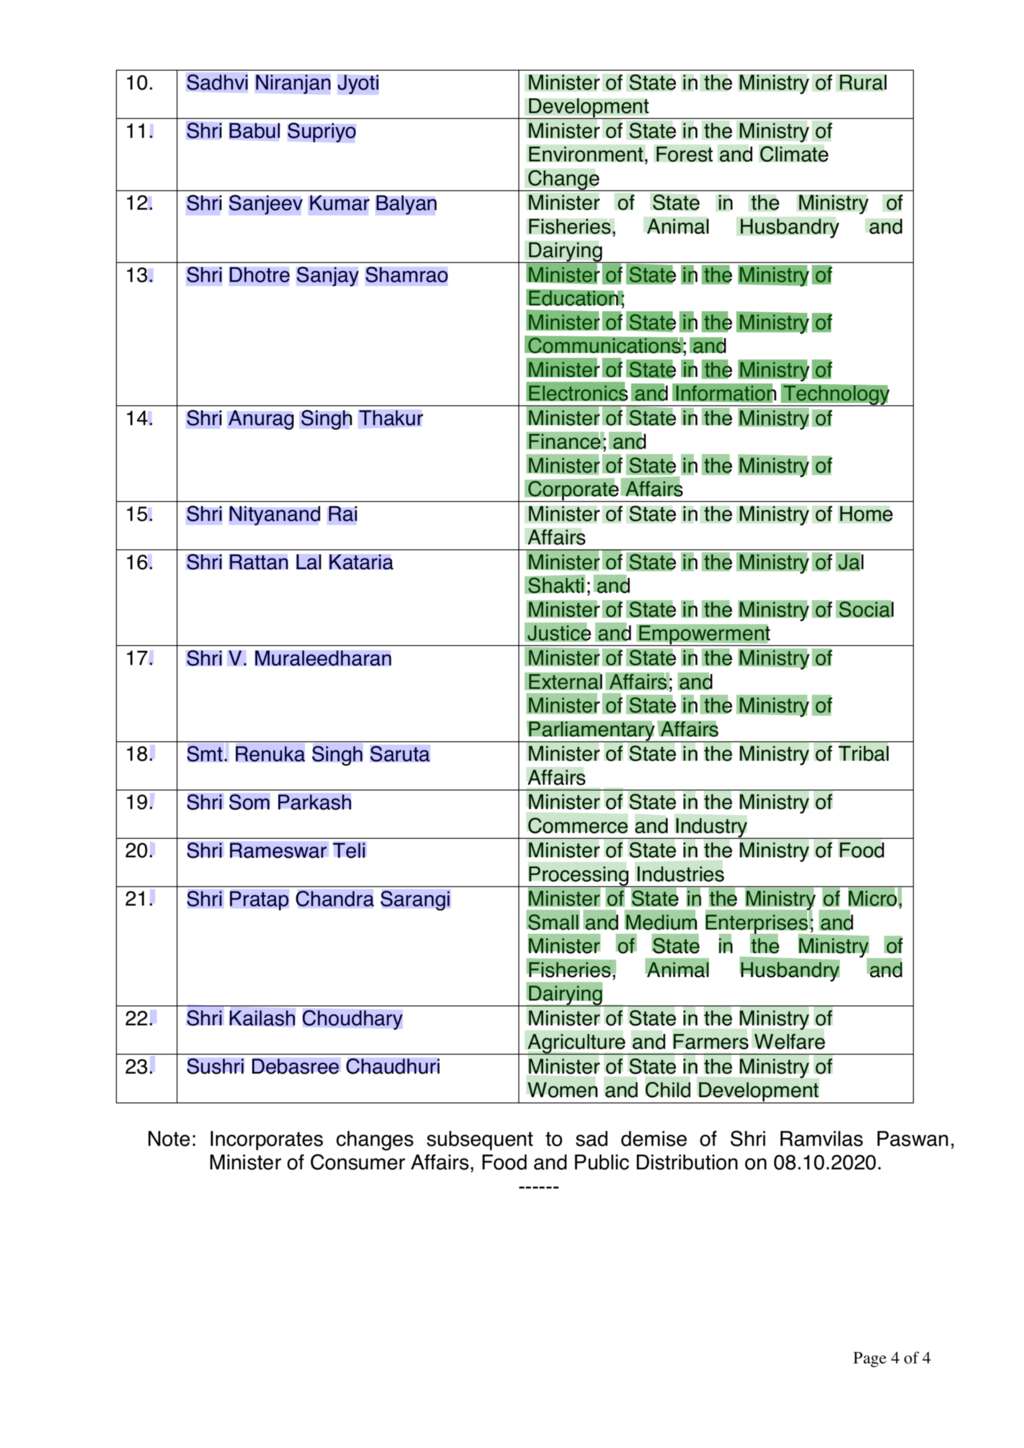 10. Sadhvi Niranjan Jyoti Minister of State in the Ministry of Rural
Development
11. Shri Babul Supriyo Minister of State in the Ministry of
Environment, Forest and Climate
Change
12. Shri Sanjeev Kumar Balyan Minister of State in the Ministry of
Fisheries, Animal Husbandry and
Dairying
13. Shri Dhotre Sanjay Shamrao Minister of State in the Ministry of
Education;
Minister of State in the Ministry of
Communications; and
Minister of State in the Ministry of
Electronics and Information Technology
14. Shri Anurag Singh Thakur Minister of State in the Ministry of
Finance; and
Minister of State in the Ministry of
Corporate Affairs
15. Shri Nityanand Rai Minister of State in the Ministry of Home
Affairs
16. Shri Rattan Lal Kataria Minister of State in the Ministry of Jal
Shakti; and
Minister of State in the Ministry of Social
Justice and Empowerment
17. Shri V. Muraleedharan Minister of State in the Ministry of
External Affairs; and
Minister of State in the Ministry of
Parliamentary Affairs
18. Smt. Renuka Singh Saruta Minister of State in the Ministry of Tribal
Affairs
19. Shri Som Parkash Minister of State in the Ministry of
Commerce and Industry
20. Shri Rameswar Teli Minister of State in the Ministry of Food
Processing Industries
21. Shri Pratap Chandra Sarangi Minister of State in the Ministry of Micro,
Small and Medium Enterprises; and
Minister of State in the Ministry of
Fisheries, Animal Husbandry and
Dairying
22. Shri Kailash Choudhary Minister of State in the Ministry of
Agriculture and Farmers Welfare
23. Sushri Debasree Chaudhuri Minister of State in the Ministry of
Women and Child Development
Note: Incorporates changes subsequent to sad demise of Shri Ramvilas Paswan,
Minister of Consumer Affairs, Food and Public Distribution on 08.10.2020.
------
Page 4 of 4